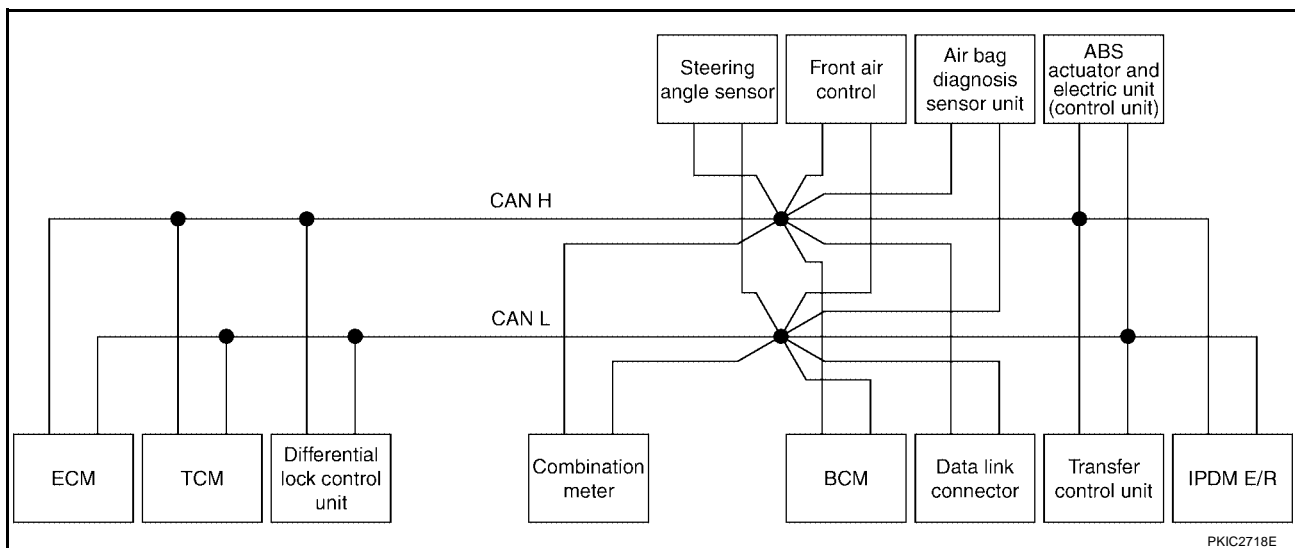 Steering
angle sensor
Front air
control
Air bag
diagnosis
sensor unit
ABS
actuator and
electric unit
(control unit)
CAN H
CAN L
ECM
TCM
Differential
lock control
unit
Combination
meter
BCM
Data link
connector
Transfer
control unit
IPDM E/R
PKIC2718E